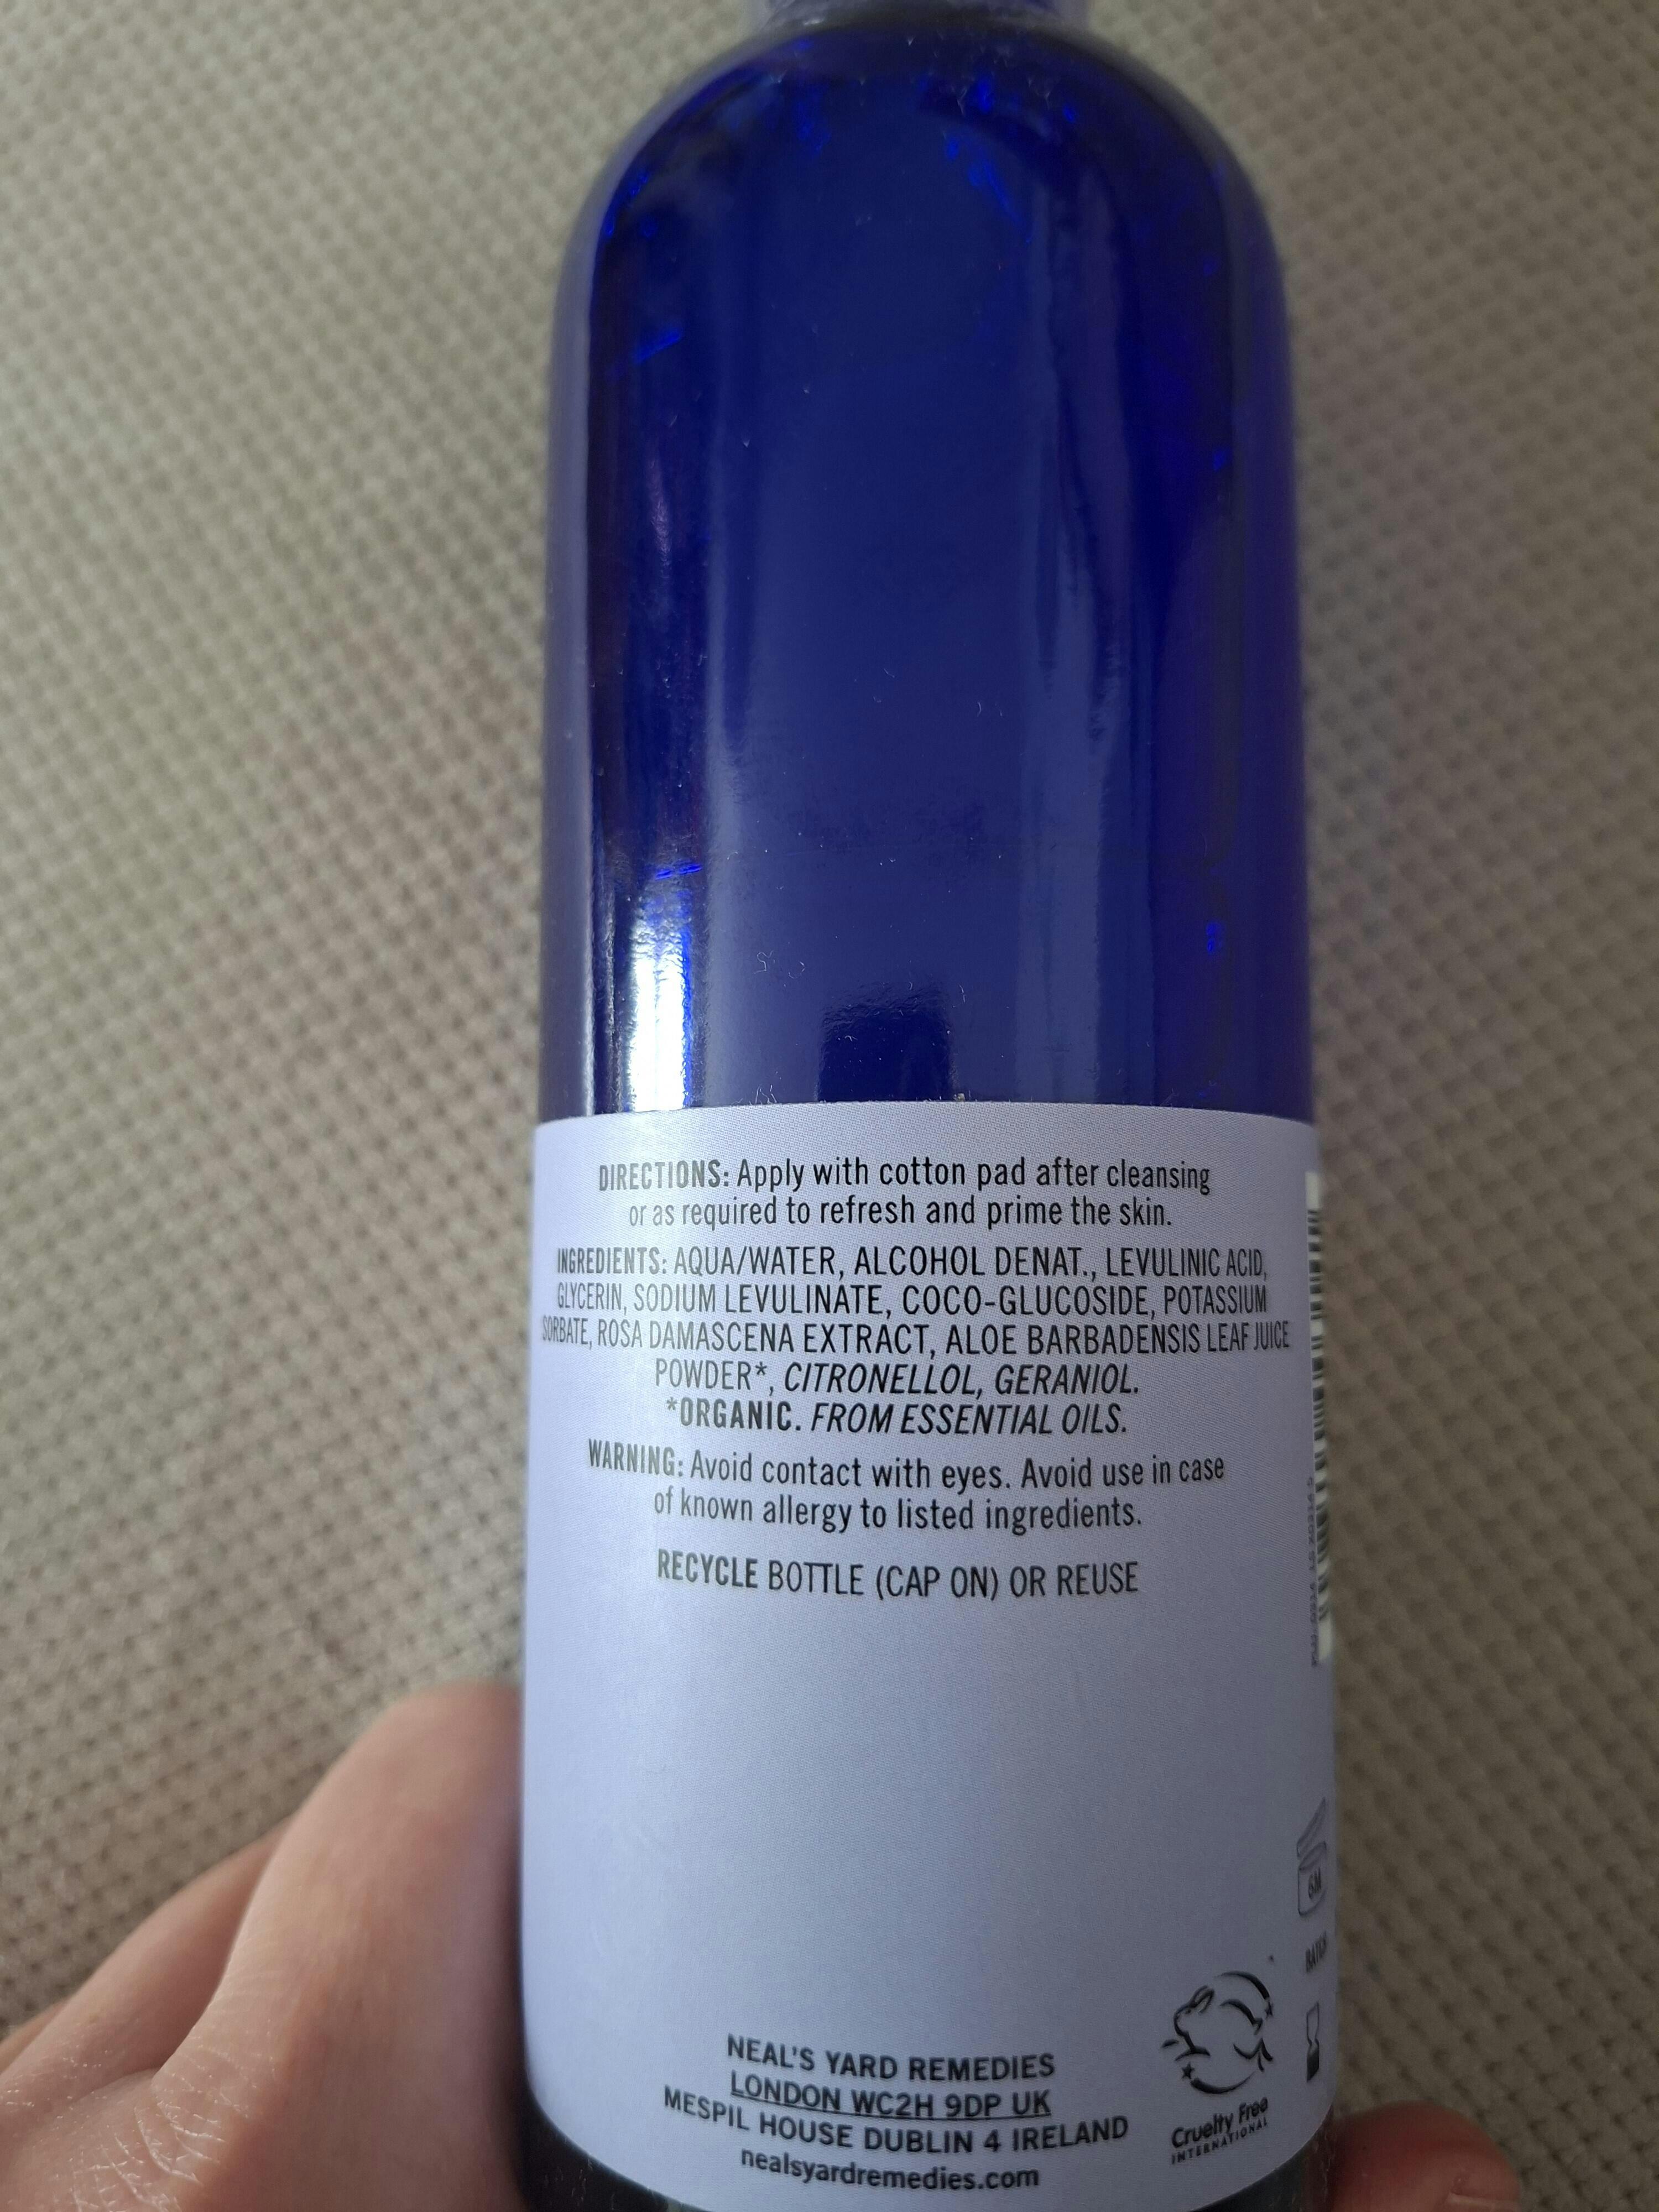 DIRECTIONS: Apply with cotton pad after cleansing
or as required to refresh and prime the skin.
INGREDIENTS: AQUA/WATER, ALCOHOL DENAT., LEVULINIC ACID,
GLYCERIN, SODIUM LEVULINATE, COCO-GLUCOSIDE, POTASSIUM
SORBATE, ROSA DAMASCENA EXTRACT, ALOE BARBADENSIS LEAF JUICE
POWDER*, CITRONELLOL, GERANIOL.
*ORGANIC. FROM ESSENTIAL OILS.
WARNING: Avoid contact with eyes. Avoid use in case
of known allergy to listed ingredients.
RECYCLE BOTTLE (CAP ON) OR REUSE
6M
NEAL'S YARD REMEDIES
LONDON WC2H 9DP UK
MESPIL HOUSE DUBLIN 4 IRELAND
nealsyardremedies.com
Cruelty Free
INTERNATIONAL